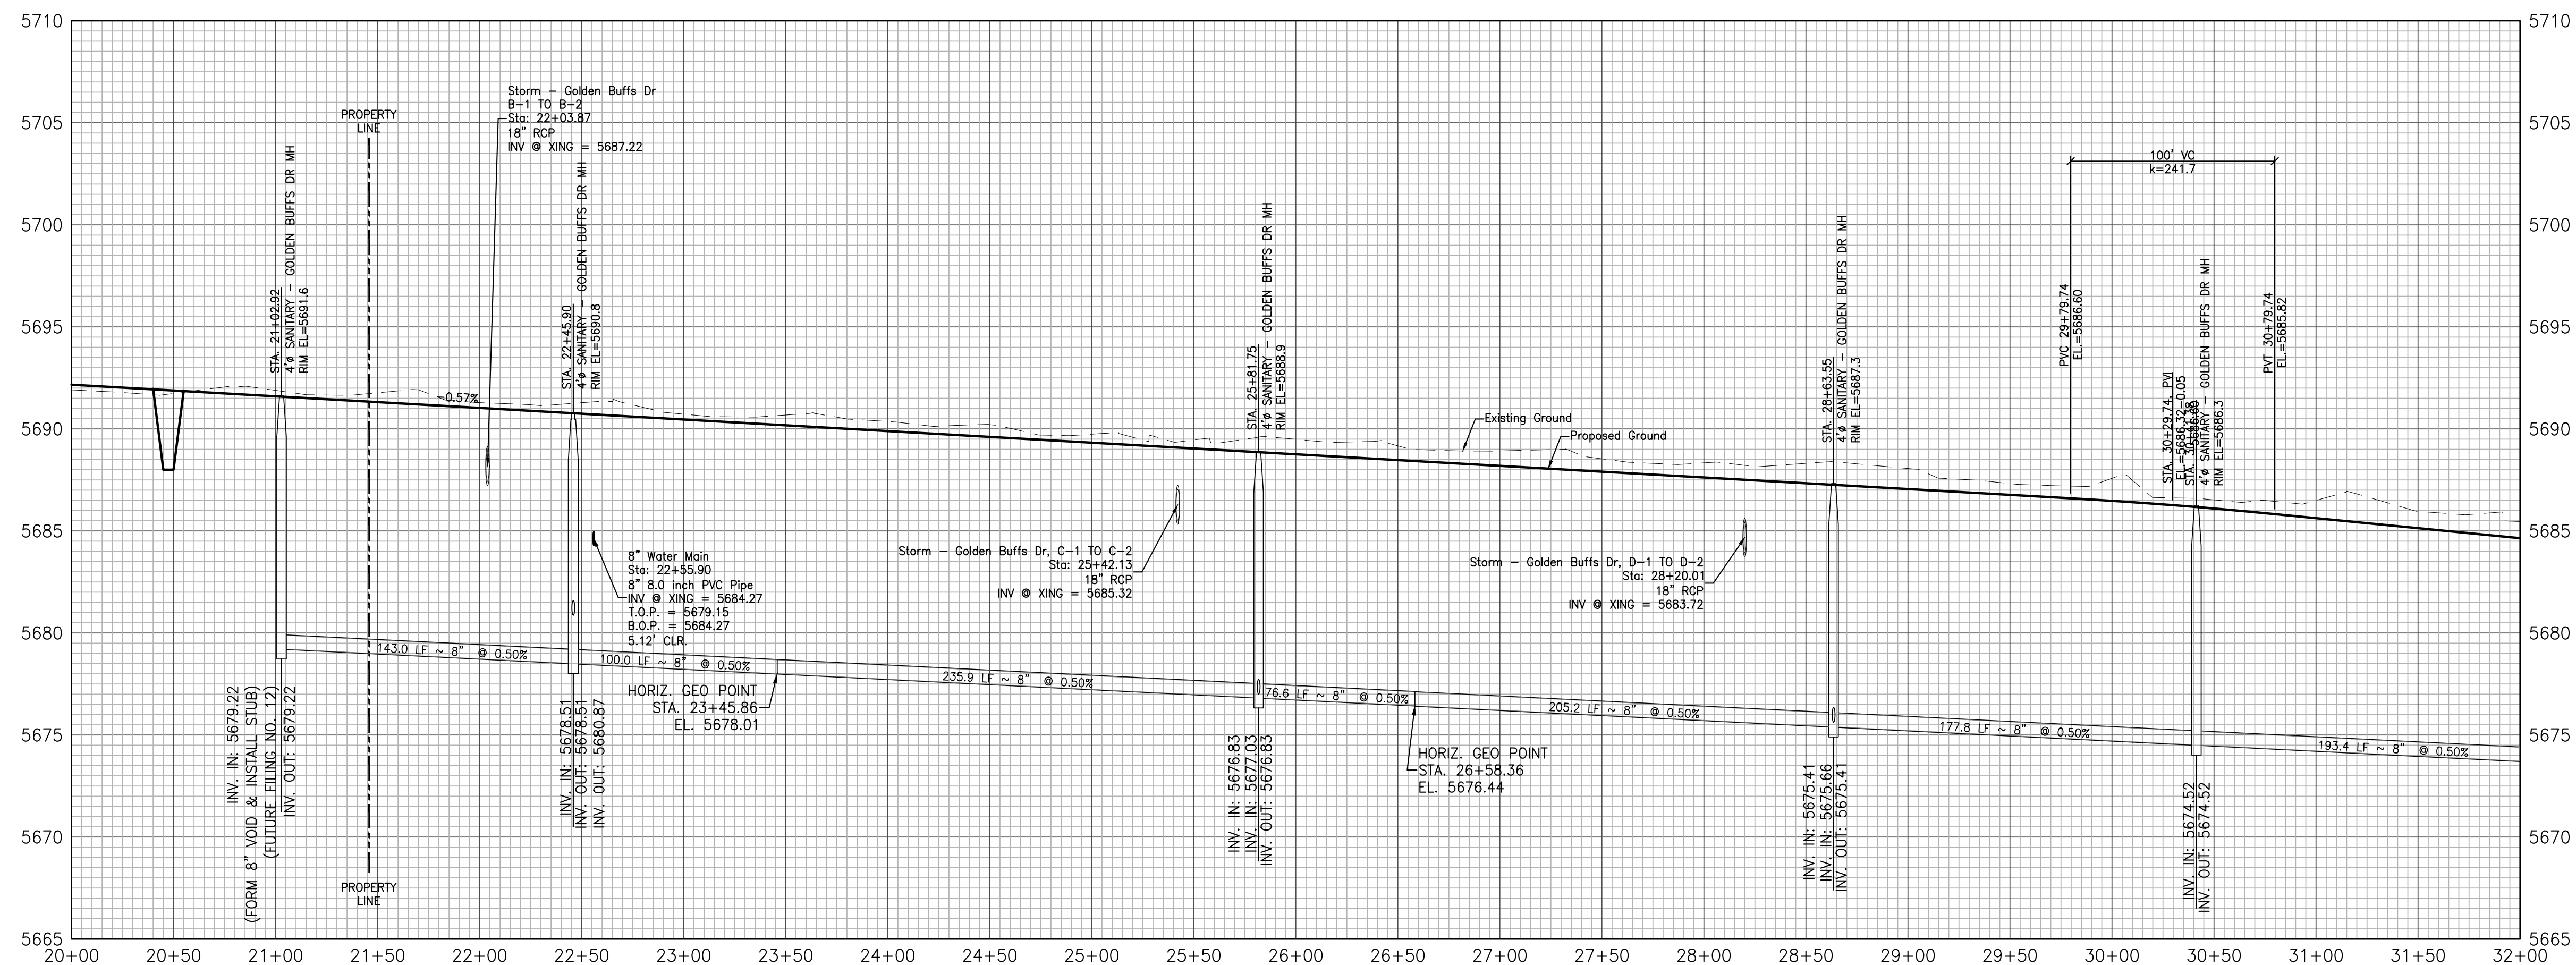 5710
5705
5700
5695
5690
5685
5680
5675
5670
5665
5710
5705
5700
5695
5690
5685
5680
5675
5670
5665
20+00
20+50
21+00
21+50
22+00
22+50
23+00
23+50
24+00
24+50
25+00
25+50
26+00
26+50
27+00
27+50
28+00
28+50
29+00
29+50
30+00
30+50
31+00
31+50
32+00
STA. 21+02.92
4'ø SANITARY - GOLDEN BUFFS DR MH
RIM EL=5691.6
PROPERTY
LINE
Storm - Golden Buffs Dr
B-1 TO B-2
Sta: 22+03.87
18" RCP
INV @ XING = 5687.22
-0.57%
STA. 22+45.90
4'ø SANITARY - GOLDEN BUFFS DR MH
RIM EL=5690.8
8" Water Main
Sta: 22+55.90
8" 8.0 inch PVC Pipe
INV @ XING = 5684.27
T.O.P. = 5679.15
B.O.P. = 5684.27
5.12' CLR.
143.0 LF ~ 8" @ 0.50%
100.0 LF ~ 8" @ 0.50%
HORIZ. GEO POINT
STA. 23+45.86
EL. 5678.01
235.9 LF ~ 8" @ 0.50%
INV. IN: 5679.22
(FORM 8" VOID & INSTALL STUB)
(FUTURE FILING NO. 12)
INV. OUT: 5679.22
PROPERTY
LINE
INV. IN: 5678.51
INV. OUT: 5678.51
INV. OUT: 5680.87
STA. 25+81.75
4'ø SANITARY - GOLDEN BUFFS DR MH
RIM EL=5688.9
Storm - Golden Buffs Dr, C-1 TO C-2
Sta: 25+42.13
18" RCP
INV @ XING = 5685.32
76.6 LF ~ 8" @ 0.50%
INV. IN: 5676.83
INV. IN: 5677.03
INV. OUT: 5676.83
HORIZ. GEO POINT
STA. 26+58.36
EL. 5676.44
Existing Ground
Proposed Ground
Storm - Golden Buffs Dr, D-1 TO D-2
Sta: 28+20.01
18" RCP
INV @ XING = 5683.72
205.2 LF ~ 8" @ 0.50%
STA. 28+63.55
4'ø SANITARY - GOLDEN BUFFS DR MH
RIM EL=5687.3
INV. IN: 5675.41
INV. IN: 5675.66
INV. OUT: 5675.41
177.8 LF ~ 8" @ 0.50%
100' VC
k=241.7
PVC 29+79.74
EL.=5686.60
STA. 30+29.74, PVI
EL.=5686.32-0.05
STA.
4'ø SANITARY - GOLDEN BUFFS DR MH
RIM EL=5686.3
PVT 30+79.74
EL.=5685.82
INV. IN: 5674.52
INV. OUT: 5674.52
193.4 LF ~ 8" @ 0.50%